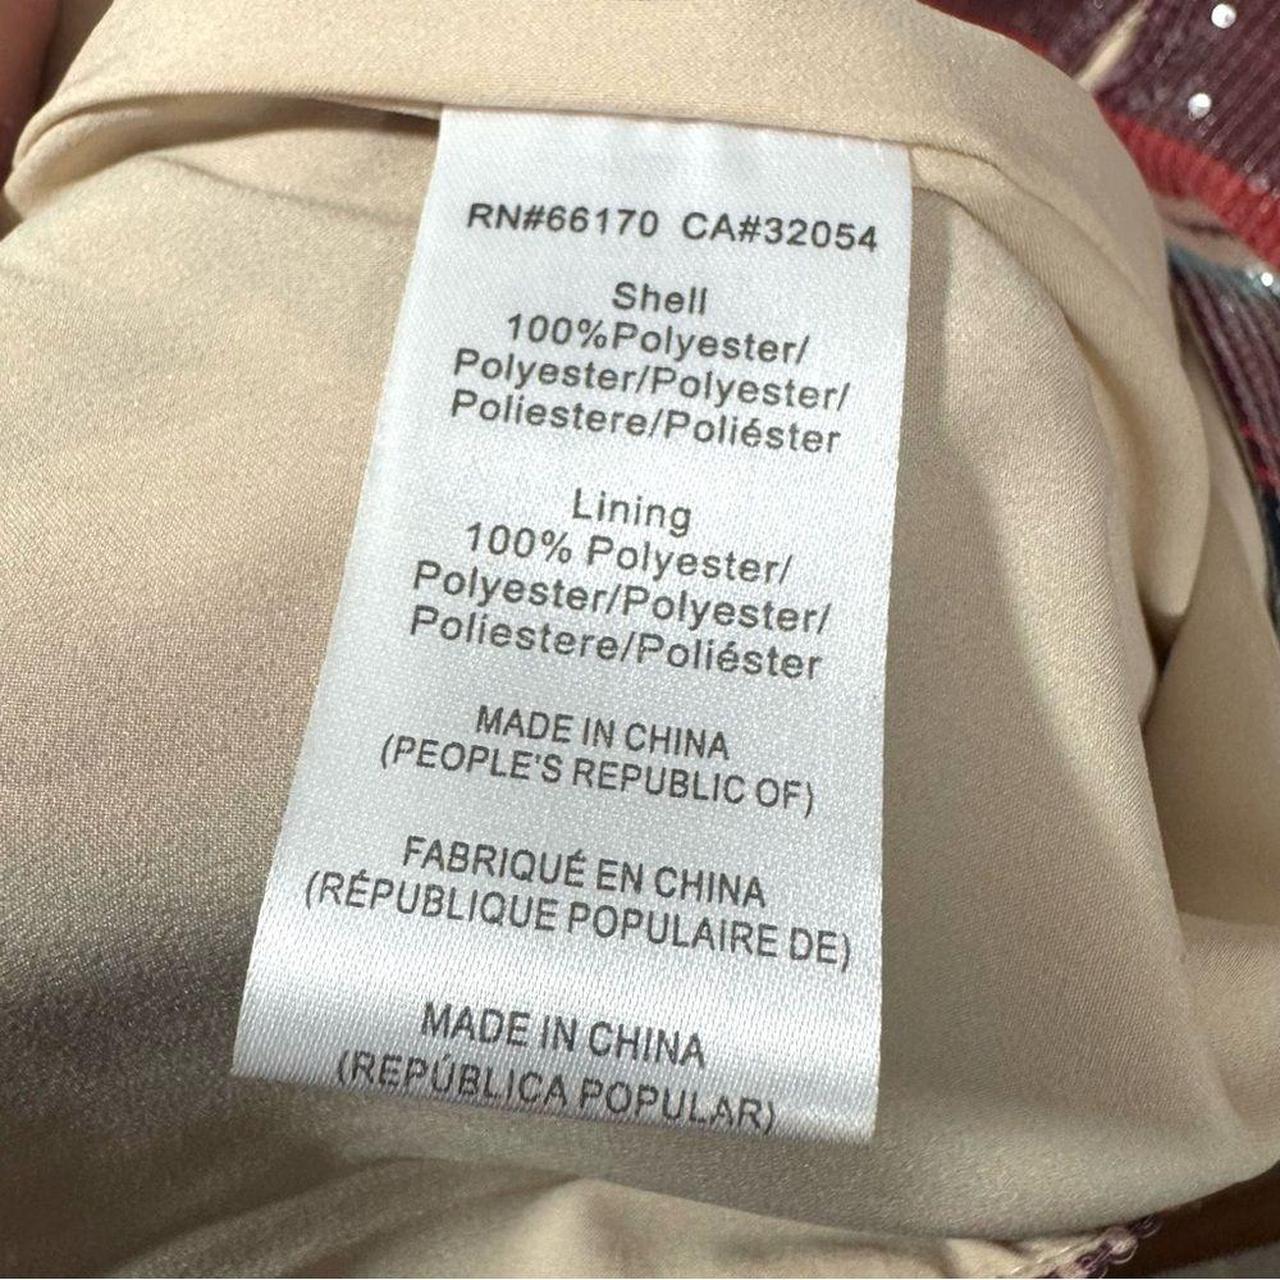 RN#66170 CA#32054
Shell
100%Polyester/
Polyester/Polyester/
Poliestere/Poliéster
Lining
100% Polyester/
Polyester/Polyester/
Poliestere/Poliéster
MADE IN CHINA
(PEOPLE'S REPUBLIC OF)
FABRIQUÉ EN CHINA
(RÉPUBLIQUE POPULAIRE DE)
MADE IN CHINA
(REPÚBLICA POPULAR)